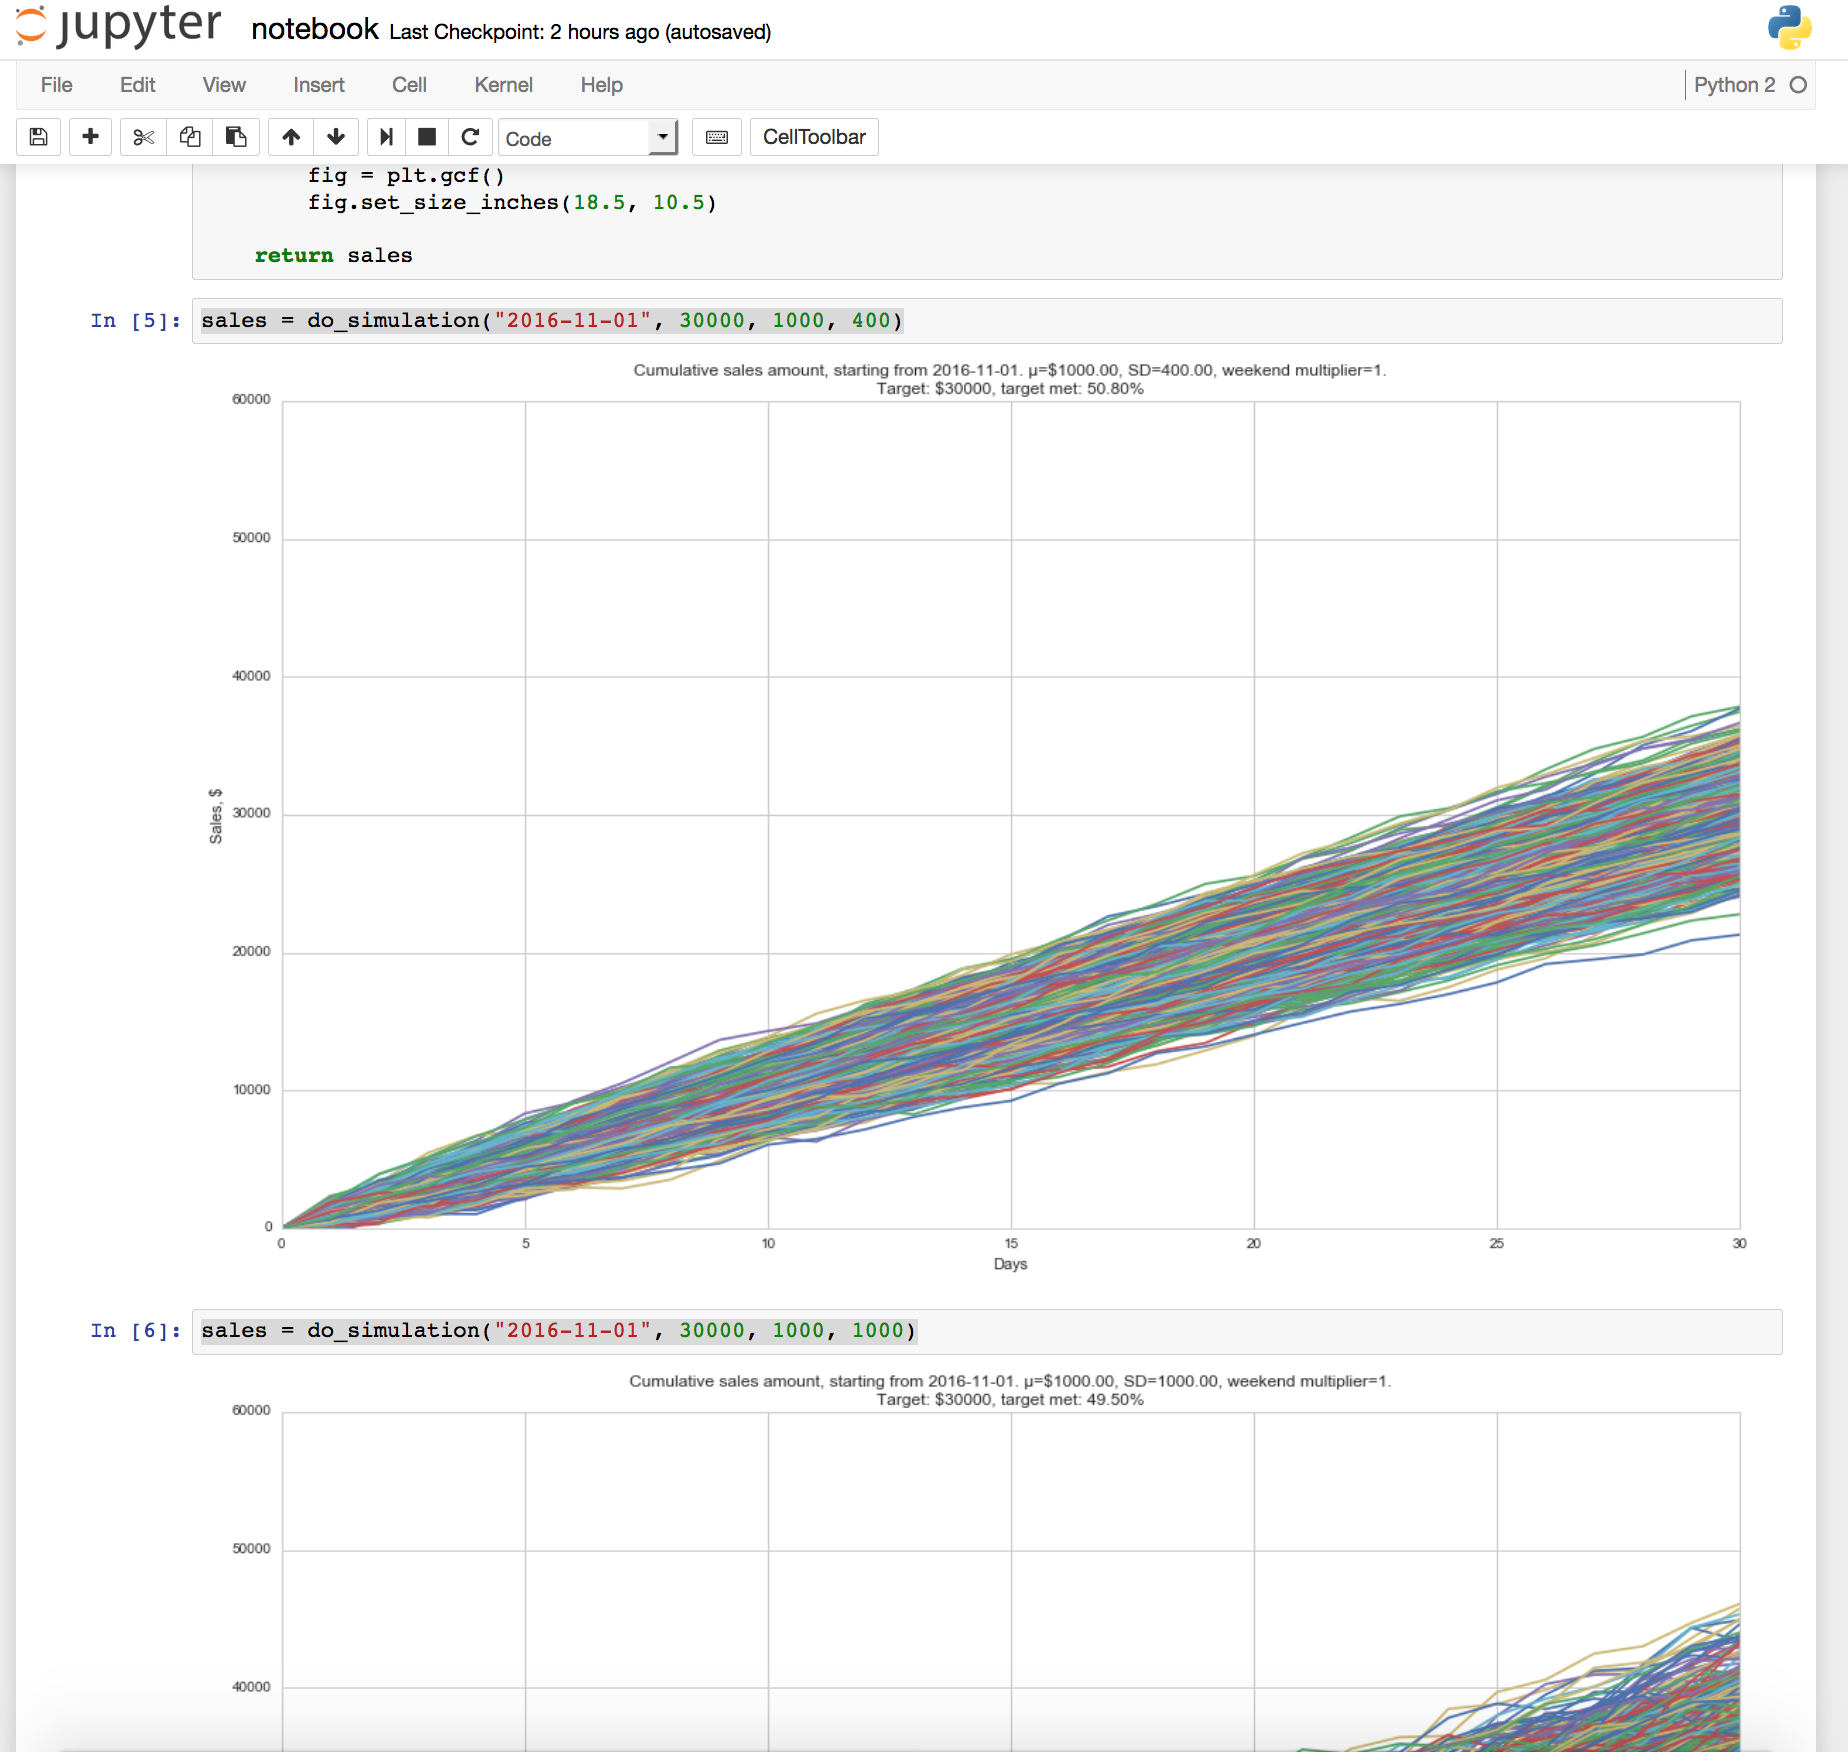 jupyter notebook Last Checkpoint: 2 hours ago (autosaved)
File Edit View Insert Cell Kernel Help Python 2
Code CellToolbar
fig = plt.gcf()
fig.set_size_inches(18.5, 10.5)
return sales
In [5]: sales = do_simulation("2016-11-01", 30000, 1000, 400)
Cumulative sales amount, starting from 2016-11-01. μ=$1000.00, SD=400.00, weekend multiplier=1.
Target: $30000, target met: 50.80%
60000
50000
40000
Sales, $
30000
20000
10000
0
0 5 10 15 20 25 30
Days
In [6]: sales = do_simulation("2016-11-01", 30000, 1000, 1000)
Cumulative sales amount, starting from 2016-11-01. μ=$1000.00, SD=1000.00, weekend multiplier=1.
Target: $30000, target met: 49.50%
60000
50000
40000